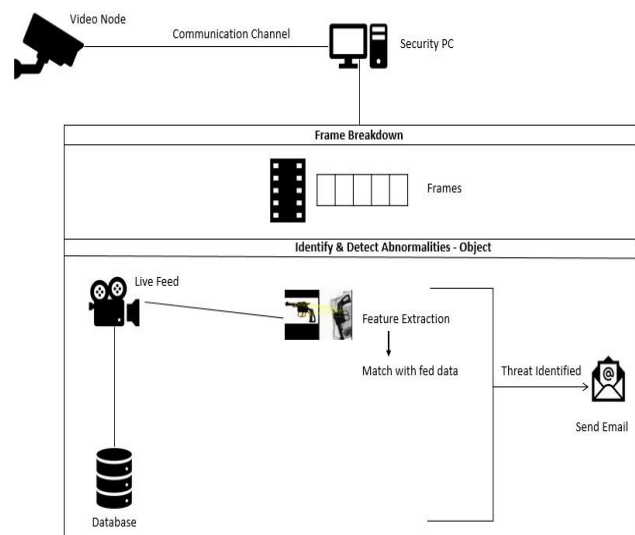 Video Node
Communication Channel
Security PC
Frame Breakdown
Frames
Identify & Detect Abnormalities - Object
Live Feed
Feature Extraction
Match with fed data
Threat Identified
@
Send Email
Database